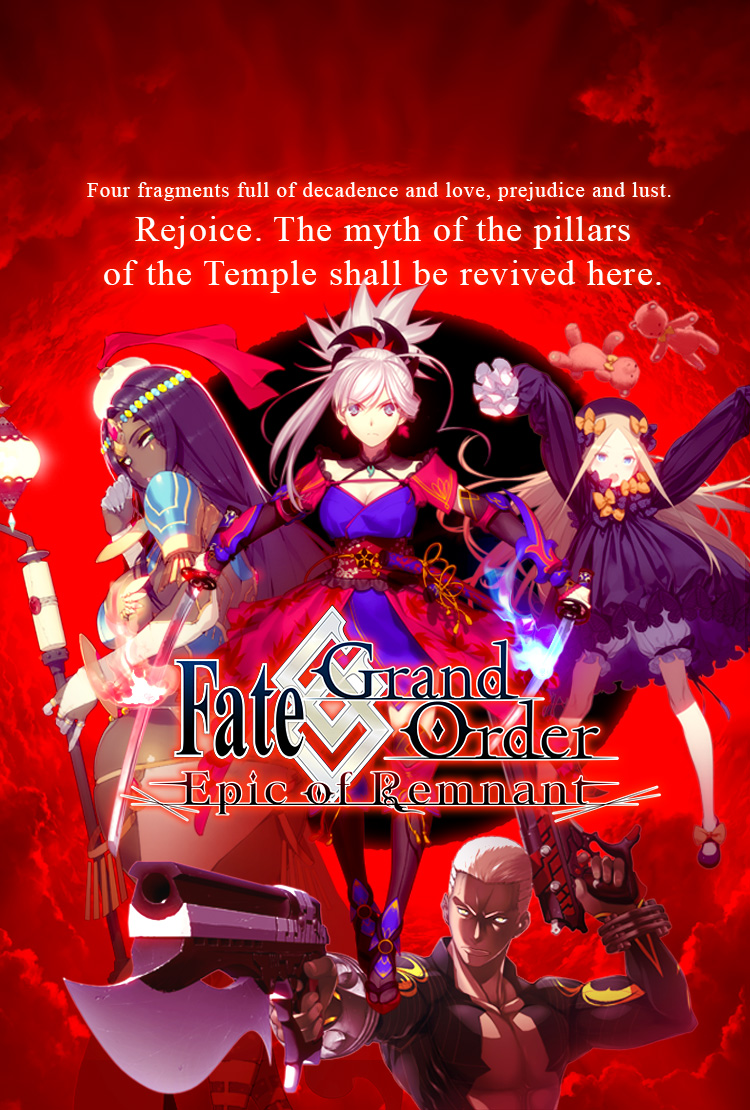 Four fragments full of decadence and love, prejudice and lust.
Rejoice. The myth of the pillars
of the Temple shall be revived here.
Fate Grand
Order
Epic of Remnant